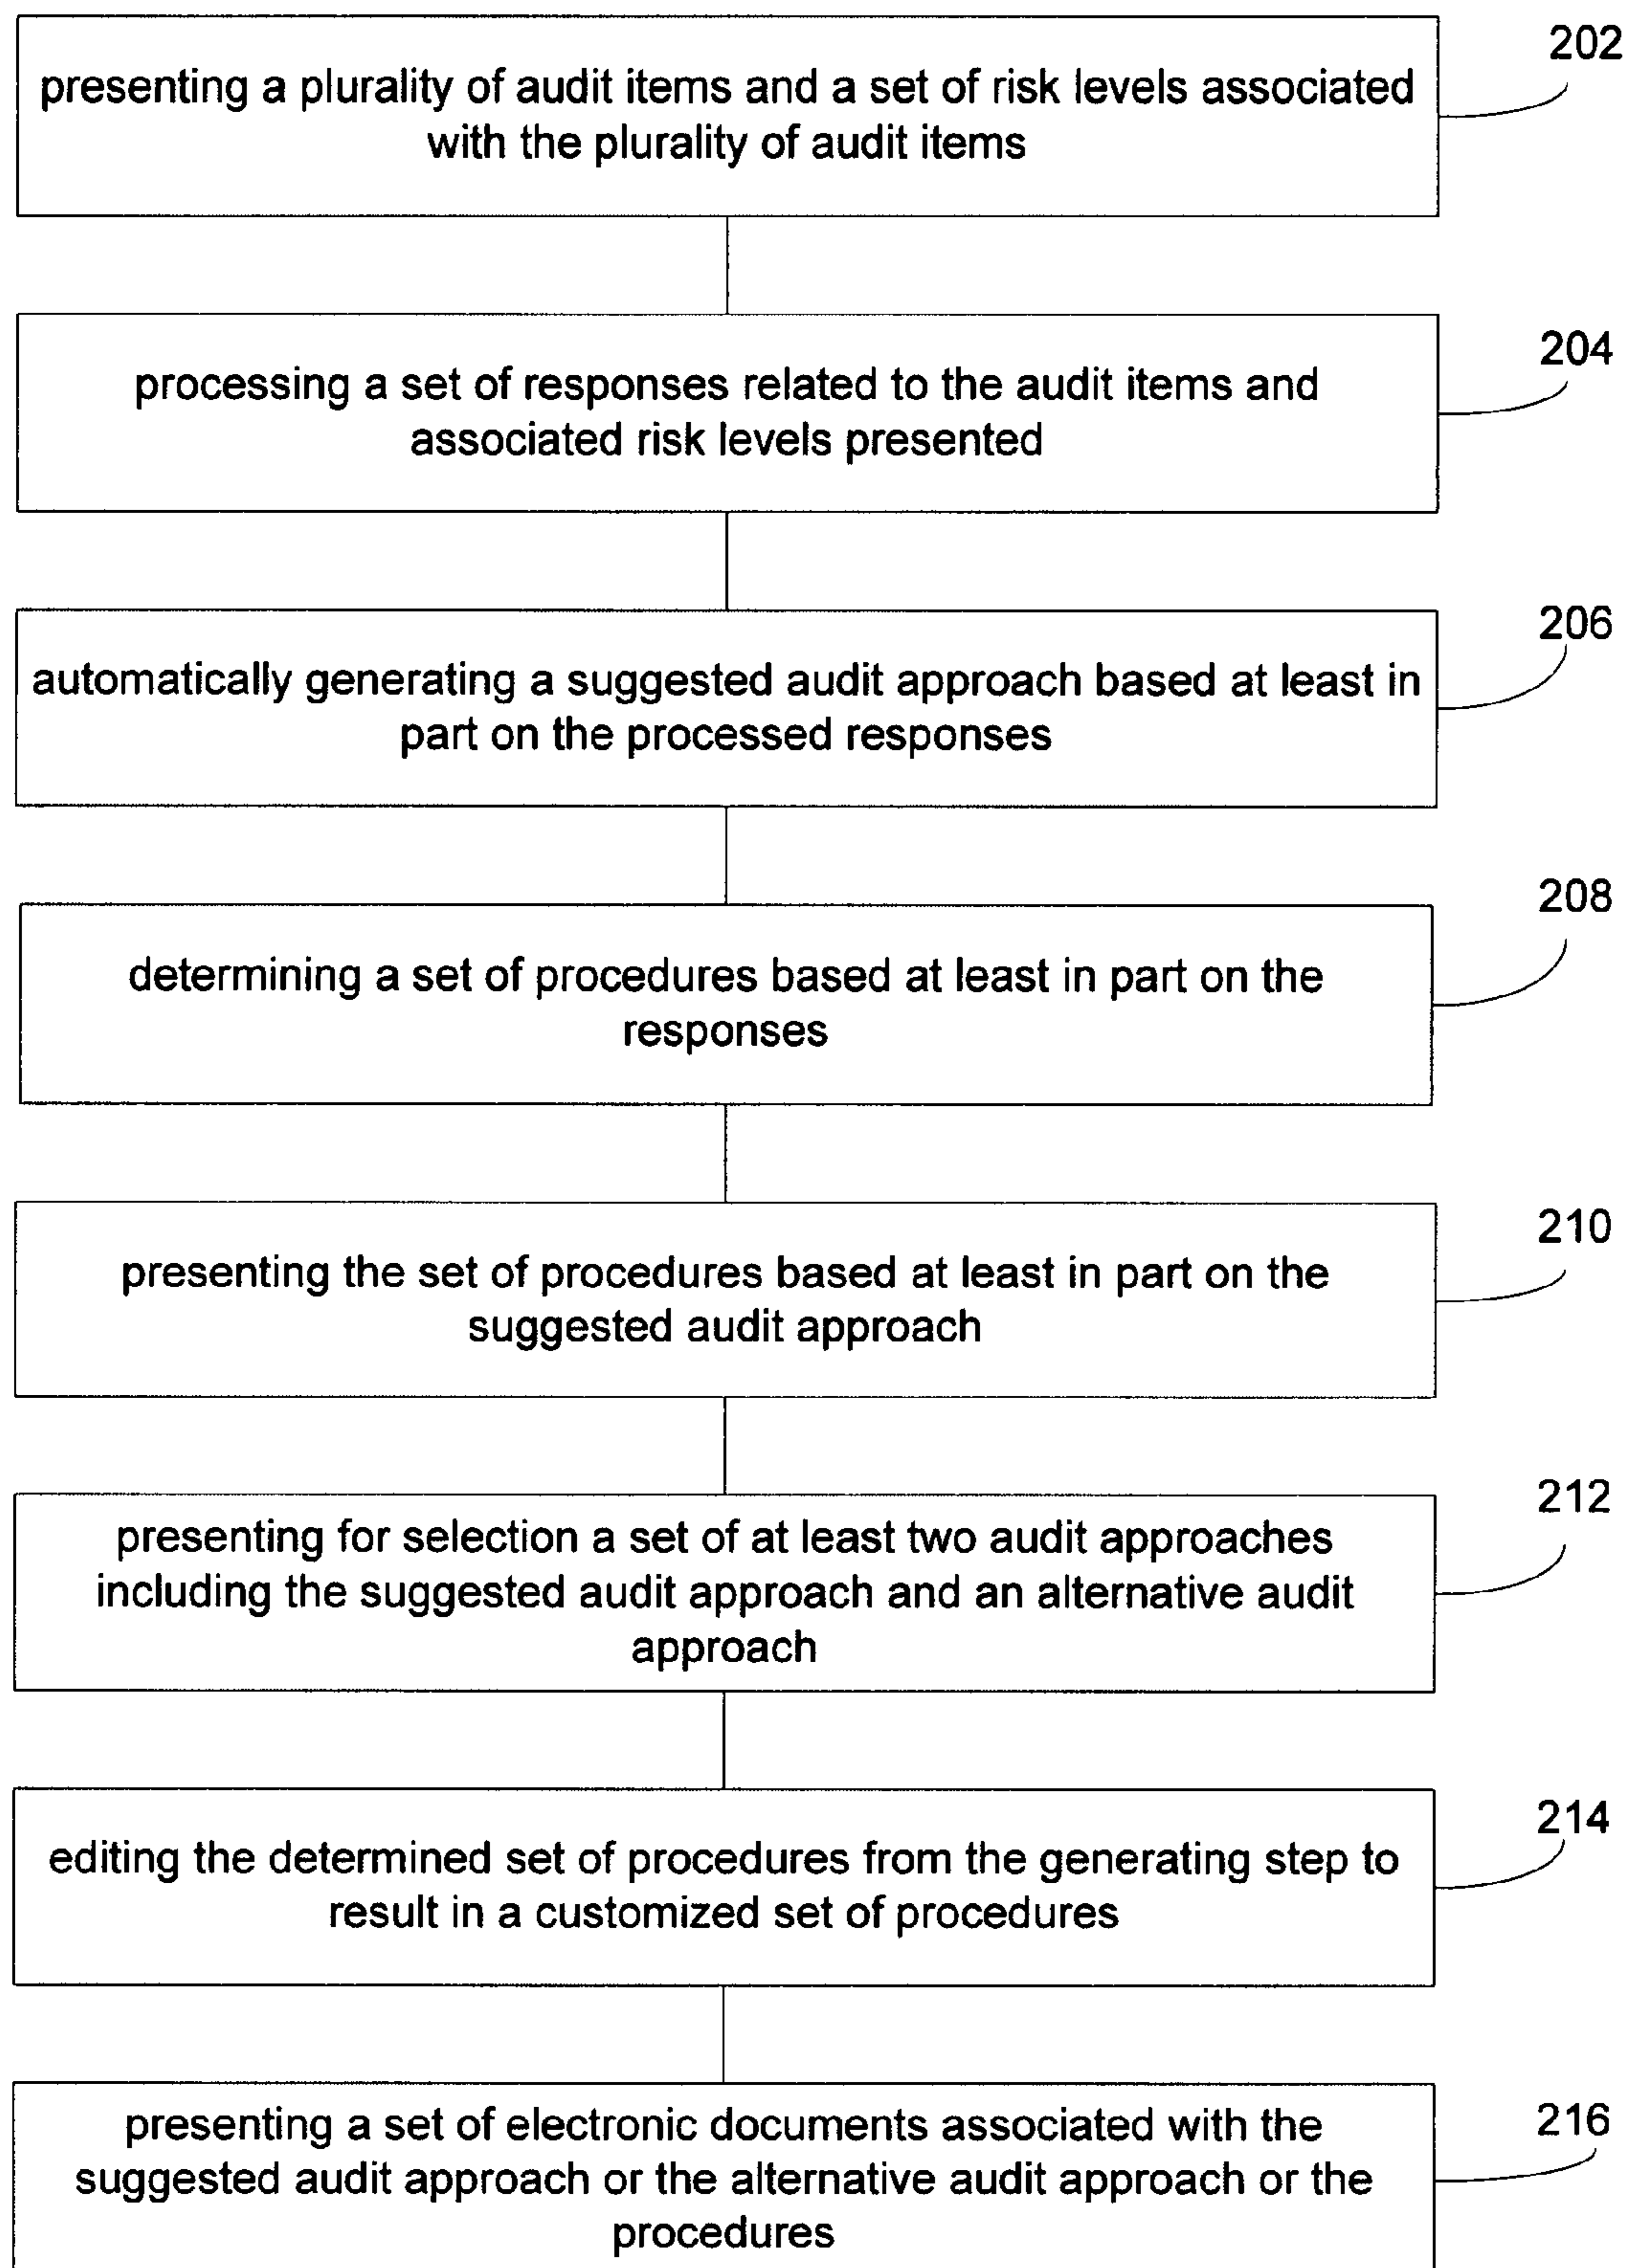 202
presenting a plurality of audit items and a set of risk levels associated
with the plurality of audit items
204
processing a set of responses related to the audit items and
associated risk levels presented
206
automatically generating a suggested audit approach based at least in
part on the processed responses
208
determining a set of procedures based at least in part on the
responses
210
presenting the set of procedures based at least in part on the
suggested audit approach
212
presenting for selection a set of at least two audit approaches
including the suggested audit approach and an alternative audit
approach
214
editing the determined set of procedures from the generating step to
result in a customized set of procedures
216
presenting a set of electronic documents associated with the
suggested audit approach or the alternative audit approach or the
procedures